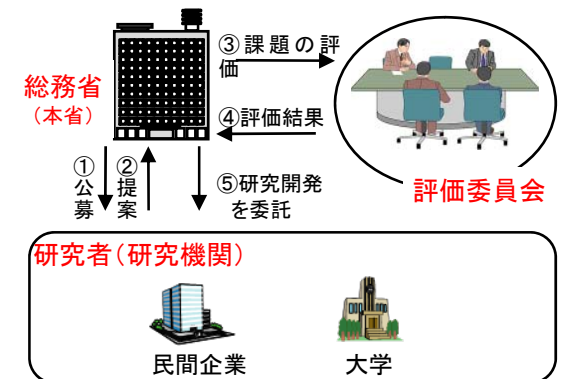 ③課題の評
価
総務省
（本省）
④評価結果
①公募
②提案
⑤研究開発
を委託
評価委員会
研究者（研究機関）
民間企業
大学